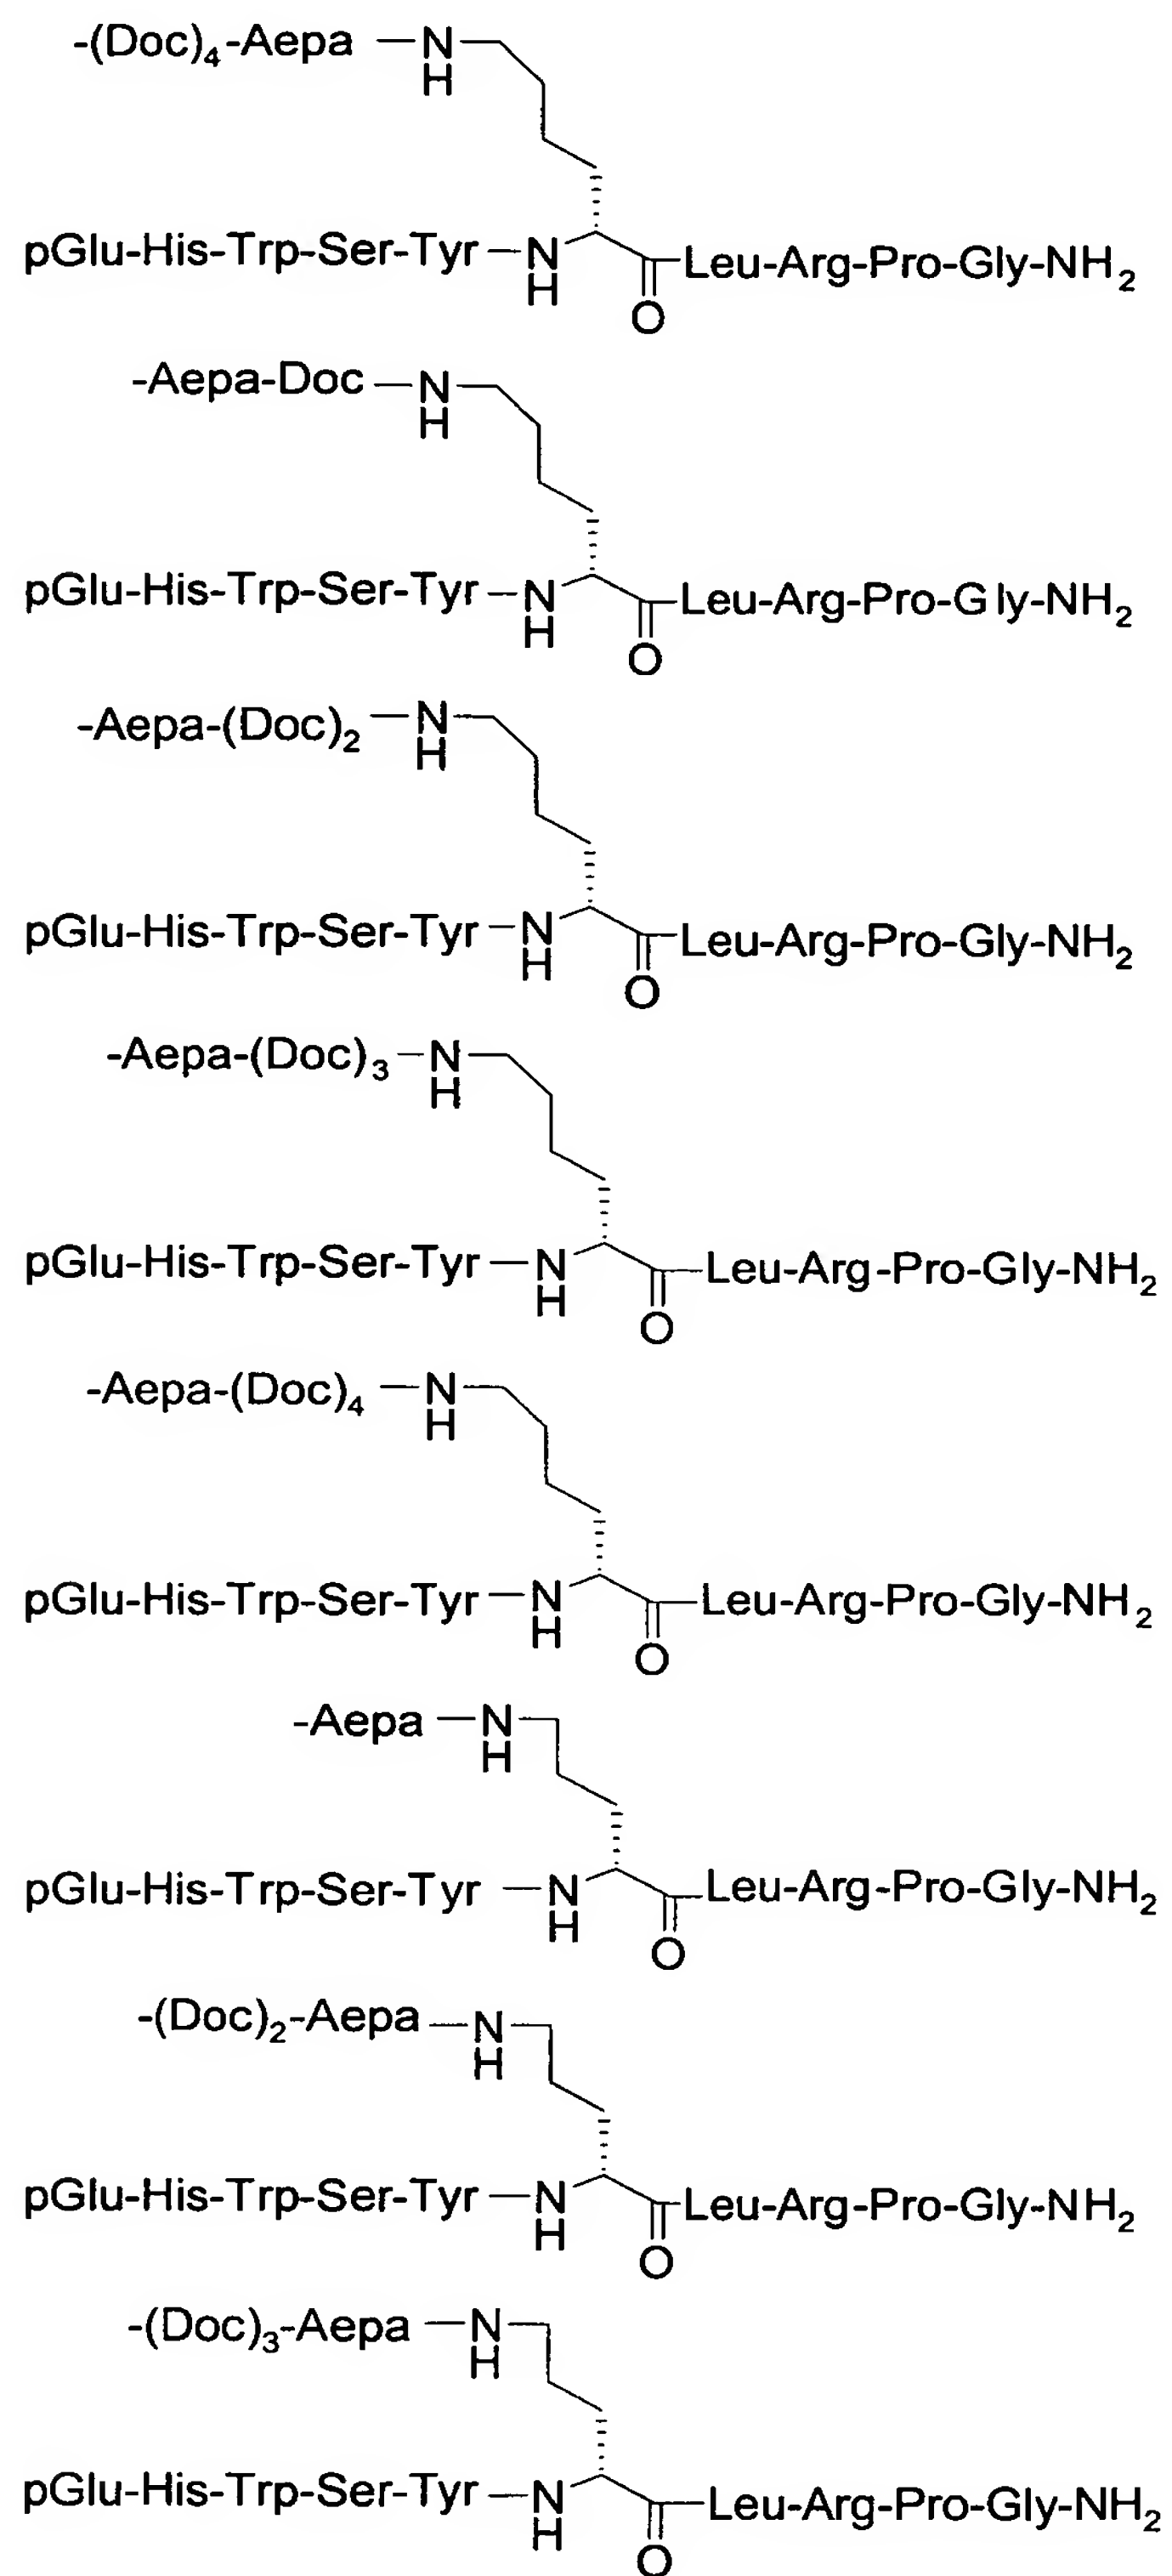 -(Doc)4-Aepa —N
H
pGlu-His-Trp-Ser-Tyr —N Leu-Arg-Pro-Gly-NH2
H
O
-Aepa-Doc —N
H
pGlu-His-Trp-Ser-Tyr —N Leu-Arg-Pro-Gly-NH2
H
O
-Aepa-(Doc)2 —N
H
pGlu-His-Trp-Ser-Tyr —N Leu-Arg-Pro-Gly-NH2
H
O
-Aepa-(Doc)3 —N
H
pGlu-His-Trp-Ser-Tyr —N Leu-Arg-Pro-Gly-NH2
H
O
-Aepa-(Doc)4 —N
H
pGlu-His-Trp-Ser-Tyr —N Leu-Arg-Pro-Gly-NH2
H
O
-Aepa —N
H
pGlu-His-Trp-Ser-Tyr —N Leu-Arg-Pro-Gly-NH2
H
O
-(Doc)2-Aepa —N
H
pGlu-His-Trp-Ser-Tyr —N Leu-Arg-Pro-Gly-NH2
H
O
-(Doc)3-Aepa —N
H
pGlu-His-Trp-Ser-Tyr —N Leu-Arg-Pro-Gly-NH2
H
O